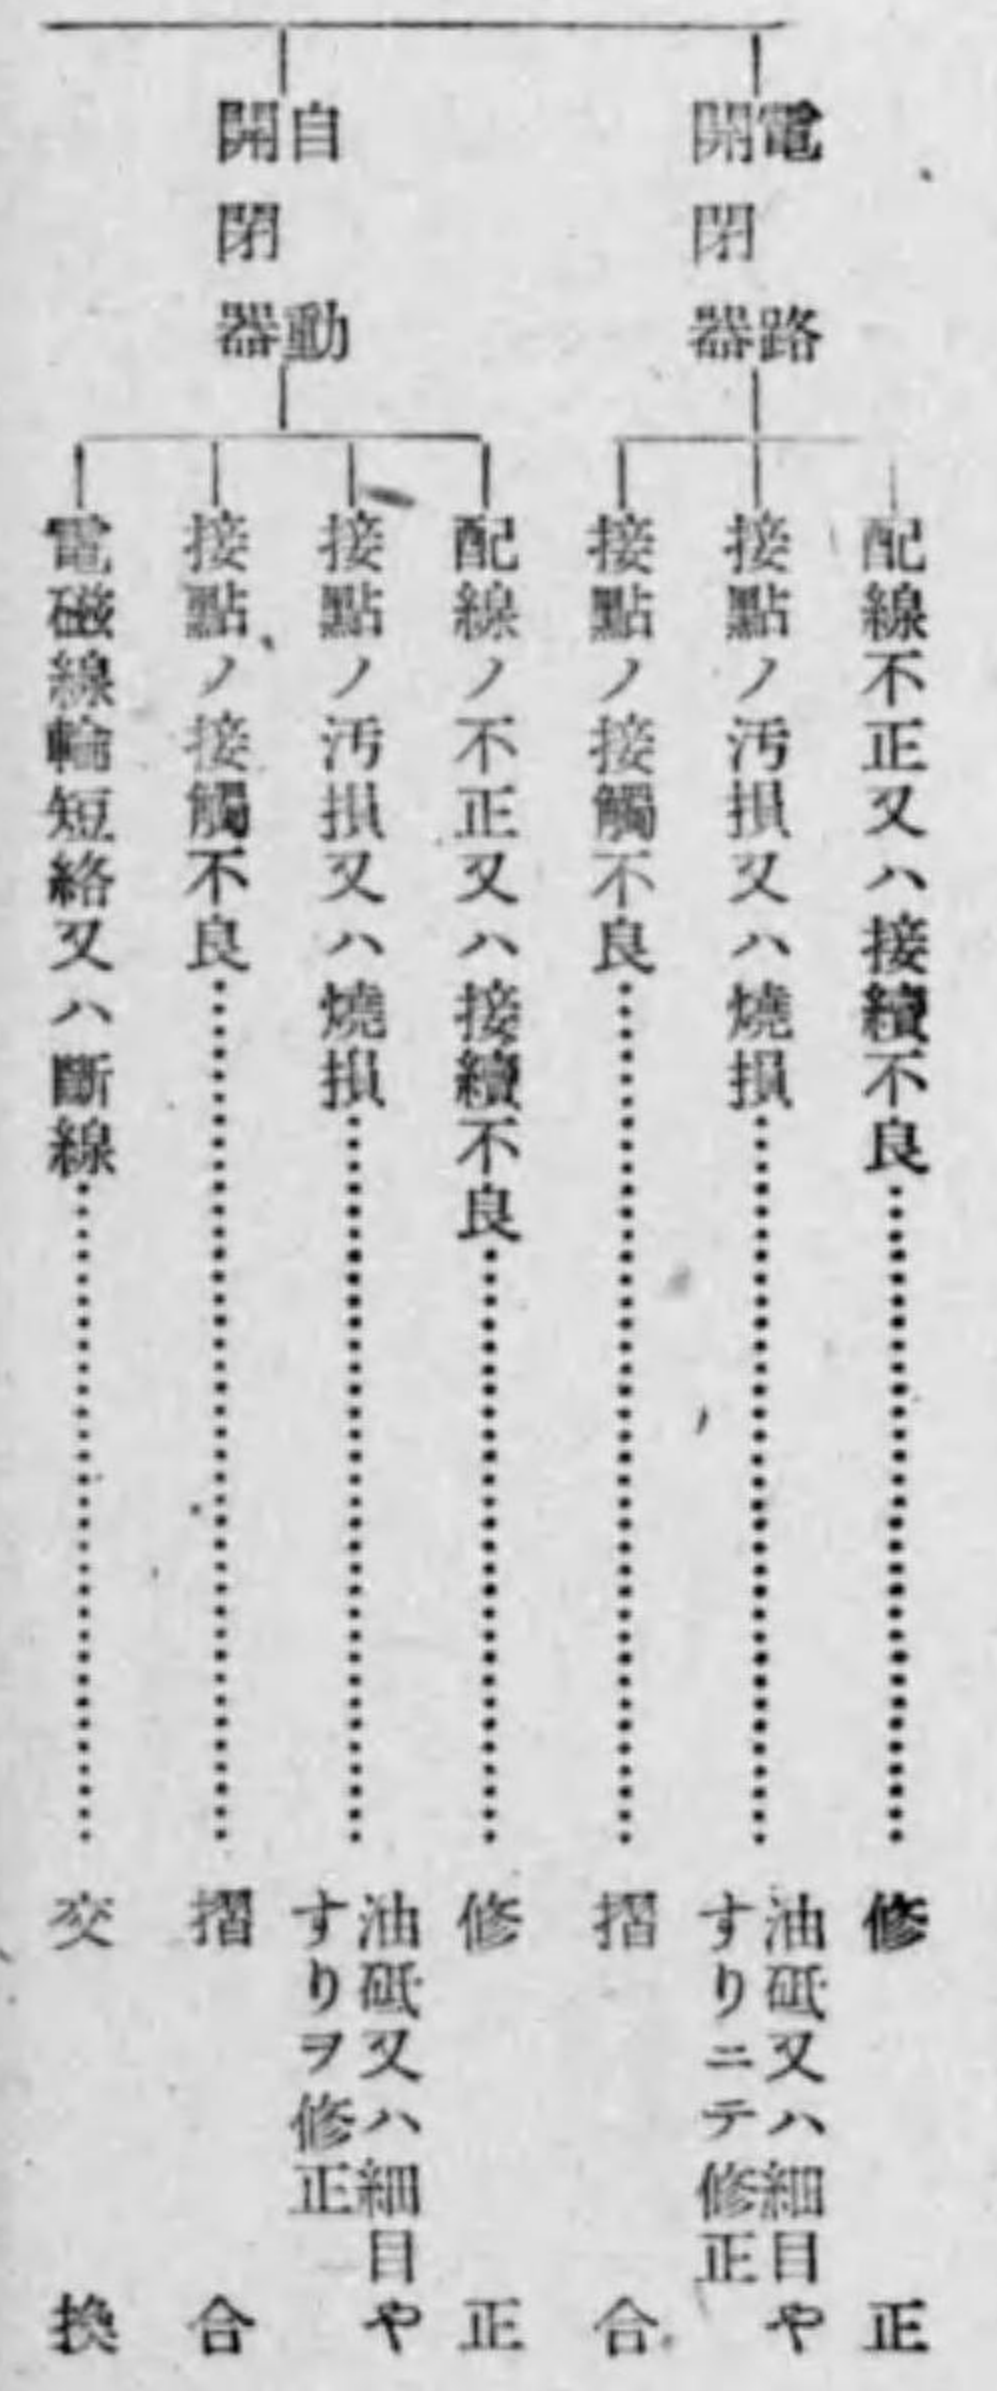 電路
開閉器
配線不正又ハ接續不良………修正
接點ノ汚損又ハ燒損………油砥又ハ細目や
すりニテ修正
接點ノ接觸不良………摺合
自動
開閉器
配線ノ不正又ハ接續不良………修正
接點ノ汚損又ハ燒損………油砥又ハ細目や
すりヲ修正
接點ノ接觸不良………摺合
電磁線輪短絡又ハ斷線………交換